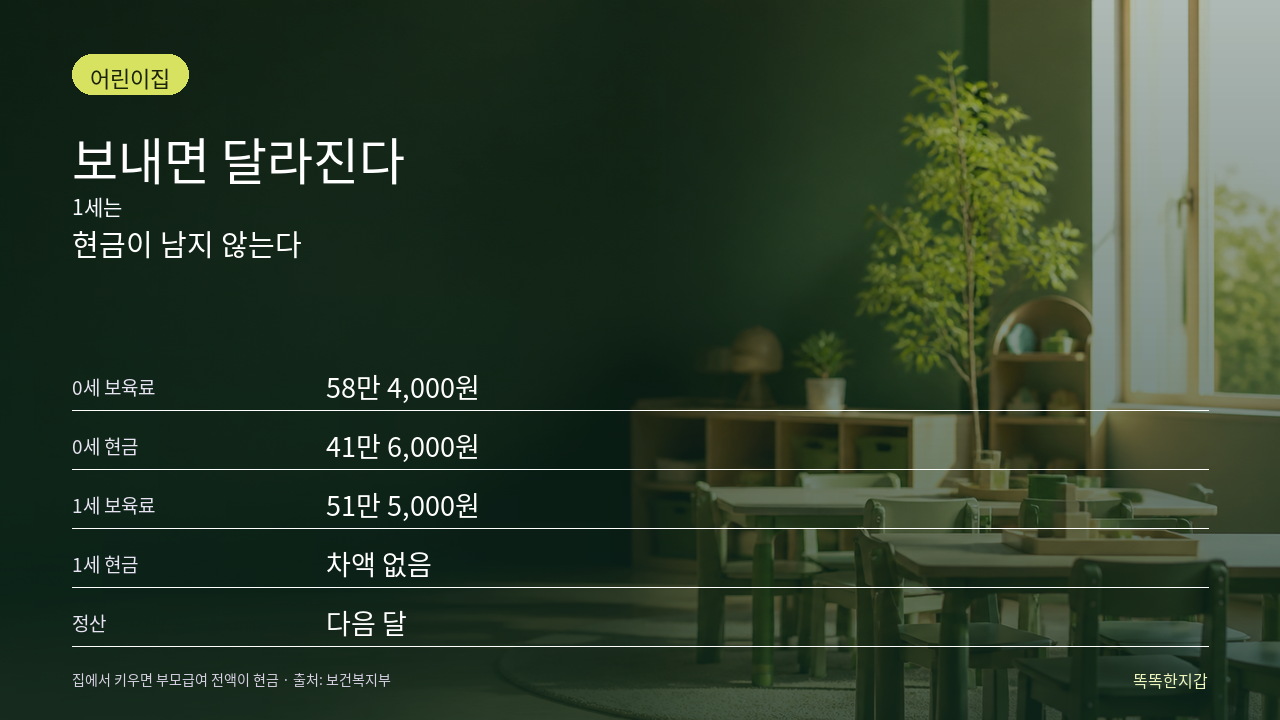 어린이집
보내면 달라진다
1세는
현금이 남지 않는다
0세 보육료 58만 4,000원
0세 현금 41만 6,000원
1세 보육료 51만 5,000원
1세 현금 차액 없음
정산 다음 달
집에서 키우면 부모급여 전액이 현금 · 출처: 보건복지부
똑똑한지갑